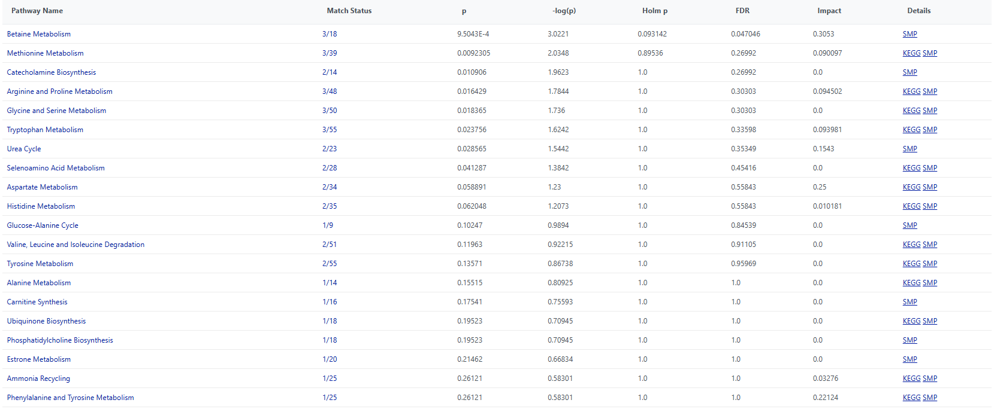 Pathway Name Match Status p -log(p) Holm p FDR Impact Details
Betaine Metabolism 3/18 9.5043E-4 3.0221 0.093142 0.047046 0.3053 SMP
Methionine Metabolism 3/39 0.0092305 2.0348 0.89536 0.26992 0.090097 KEGG SMP
Catecholamine Biosynthesis 2/14 0.010906 1.9623 1.0 0.26992 0.0 SMP
Arginine and Proline Metabolism 3/48 0.016429 1.7844 1.0 0.30303 0.094502 KEGG SMP
Glycine and Serine Metabolism 3/50 0.018365 1.736 1.0 0.30303 0.0 KEGG SMP
Tryptophan Metabolism 3/55 0.023756 1.6242 1.0 0.33598 0.093981 KEGG SMP
Urea Cycle 2/23 0.028565 1.5442 1.0 0.35349 0.1543 SMP
Selenoamino Acid Metabolism 2/28 0.041287 1.3842 1.0 0.45416 0.0 KEGG SMP
Aspartate Metabolism 2/34 0.058891 1.23 1.0 0.55843 0.25 KEGG SMP
Histidine Metabolism 2/35 0.062048 1.2073 1.0 0.55843 0.010181 KEGG SMP
Glucose-Alanine Cycle 1/9 0.10247 0.9894 1.0 0.84539 0.0 SMP
Valine, Leucine and Isoleucine Degradation 2/51 0.11963 0.92215 1.0 0.91105 0.0 KEGG SMP
Tyrosine Metabolism 2/55 0.13571 0.86738 1.0 0.95969 0.0 KEGG SMP
Alanine Metabolism 1/14 0.15515 0.80925 1.0 1.0 0.0 KEGG SMP
Carnitine Synthesis 1/16 0.17541 0.75593 1.0 1.0 0.0 SMP
Ubiquinone Biosynthesis 1/18 0.19523 0.70945 1.0 1.0 0.0 KEGG SMP
Phosphatidylcholine Biosynthesis 1/18 0.19523 0.70945 1.0 1.0 0.0 SMP
Estrone Metabolism 1/20 0.21462 0.66834 1.0 1.0 0.0 SMP
Ammonia Recycling 1/25 0.26121 0.58301 1.0 1.0 0.03276 KEGG SMP
Phenylalanine and Tyrosine Metabolism 1/25 0.26121 0.58301 1.0 1.0 0.22124 KEGG SMP